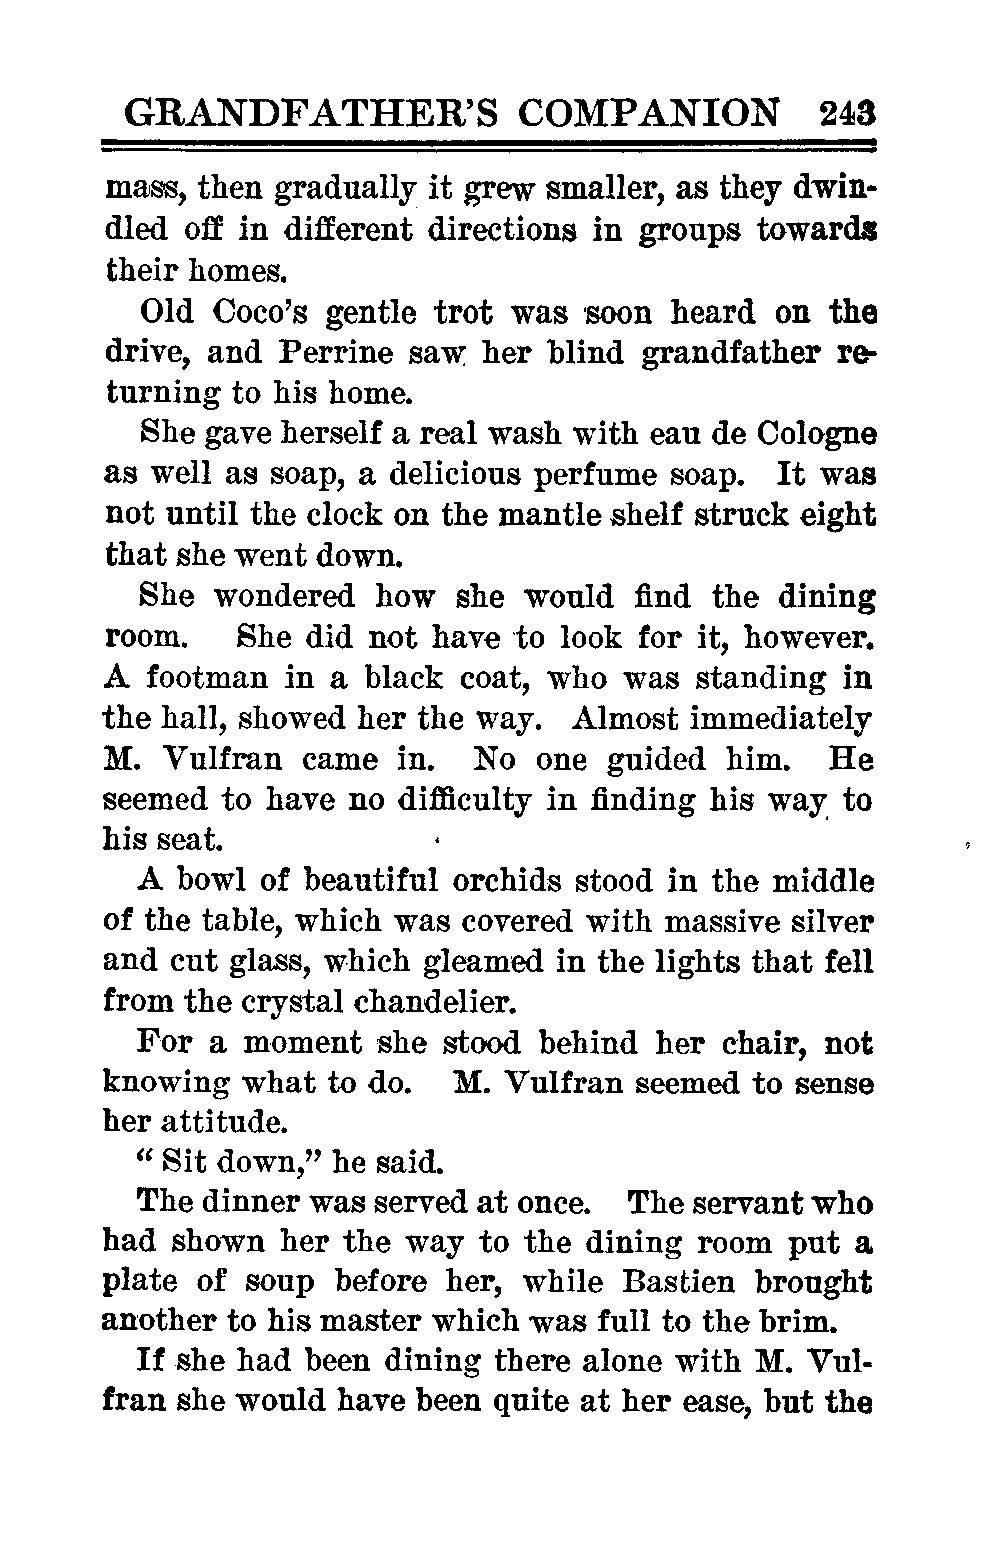 GRANDFATHER'S COMPANION 243
mass, then gradually it grew smaller, as they dwin-
dled off in different directions in groups towards
their homes.
Old Coco's gentle trot was soon heard on the
drive, and Perrine saw her blind grandfather re-
turning to his home.
She gave herself a real wash with eau de Cologne
as well as soap, a delicious perfume soap. It was
not until the clock on the mantle shelf struck eight
that she went down.
She wondered how she would find the dining
room. She did not have to look for it, however.
A footman in a black coat, who was standing in
the hall, showed her the way. Almost immediately
M. Vulfran came in. No one guided him. He
seemed to have no difficulty in finding his way to
his seat.
A bowl of beautiful orchids stood in the middle
of the table, which was covered with massive silver
and cut glass, which gleamed in the lights that fell
from the crystal chandelier.
For a moment she stood behind her chair, not
knowing what to do. M. Vulfran seemed to sense
her attitude.
"Sit down," he said.
The dinner was served at once. The servant who
had shown her the way to the dining room put a
plate of soup before her, while Bastien brought
another to his master which was full to the brim.
If she had been dining there alone with M. Vul-
fran she would have been quite at her ease, but the